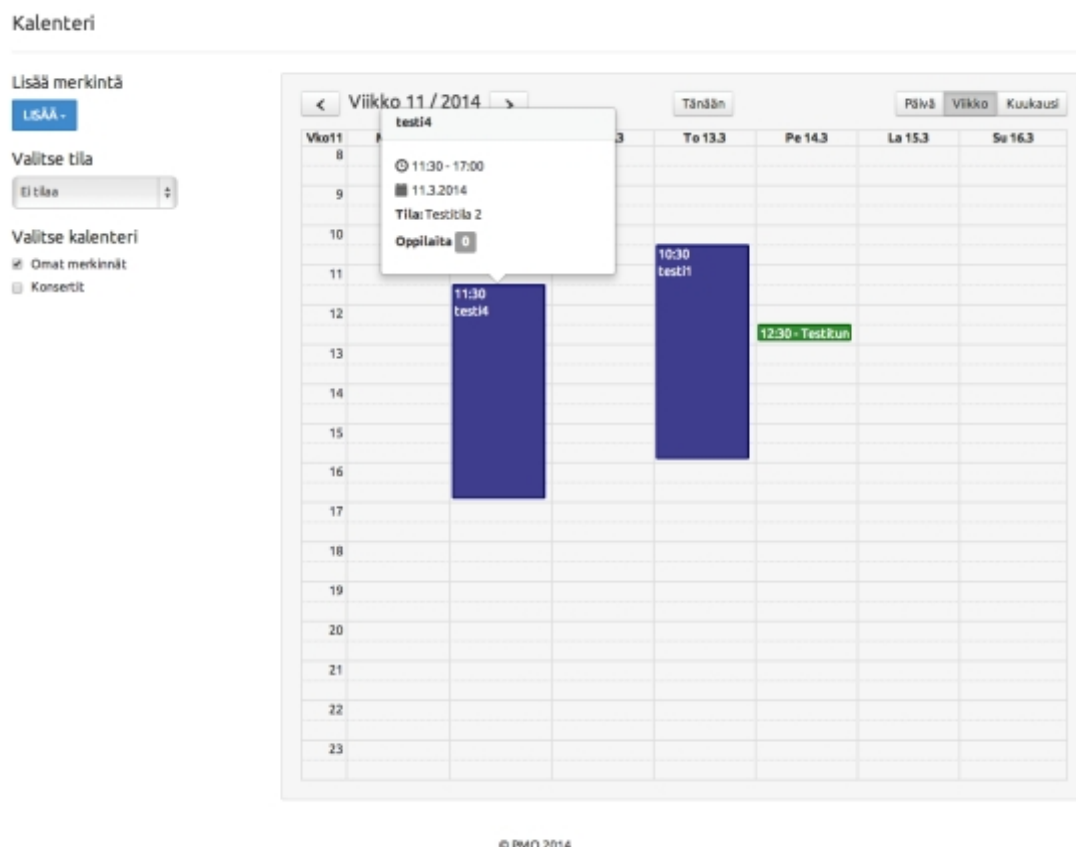 Kalenteri
Lisää merkintä
LISÄÄ
Valitse tila
Ei tilaa
Valitse kalenteri
Omat merkinnät
Konsertit
Viikko 11 / 2014
Tänään
Päivä Viikko Kuukausi
Vko11 To 13.3 Pe 14.3 La 15.3 Su 16.3
testi4
11:30 - 17:00
11.3.2014
Tila: Testitila 2
Oppilaita 0
8
9
10
11
12
13
14
15
16
17
18
19
20
21
22
23
11:30
testi4
10:30
testi1
12:30 - Testitun
© PMO 2014